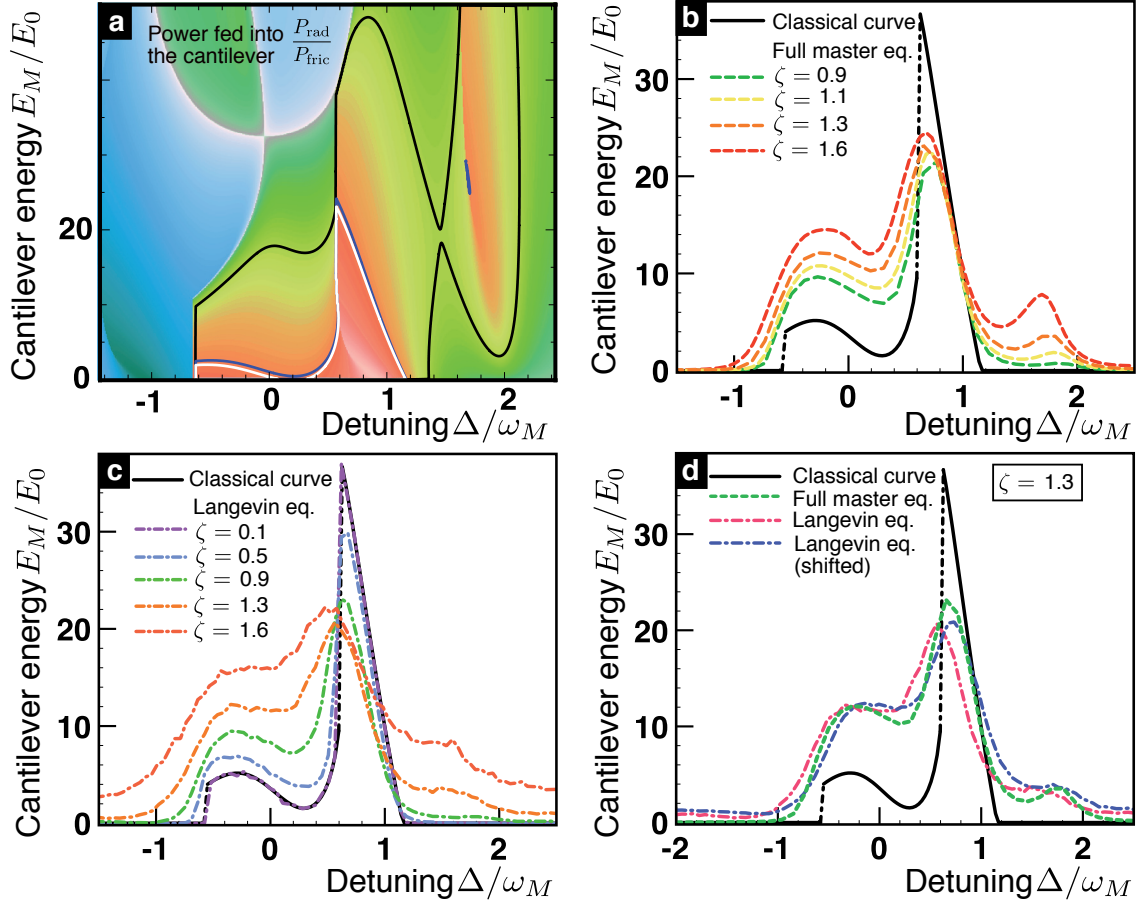 a
Power fed into P_rad / P_fric
the cantilever
Cantilever energy E_M/E_0
20
0
-1 0 1 2
Detuning Δ/ω_M
b
Classical curve
Full master eq.
ζ = 0.9
ζ = 1.1
ζ = 1.3
ζ = 1.6
Cantilever energy E_M/E_0
30
20
10
0
-1 0 1 2
Detuning Δ/ω_M
c
Classical curve
Langevin eq.
ζ = 0.1
ζ = 0.5
ζ = 0.9
ζ = 1.3
ζ = 1.6
Cantilever energy E_M/E_0
30
20
10
0
-1 0 1 2
Detuning Δ/ω_M
d
Classical curve
Full master eq.
Langevin eq.
Langevin eq.
(shifted)
ζ = 1.3
Cantilever energy E_M/E_0
30
20
10
0
-2 -1 0 1 2
Detuning Δ/ω_M